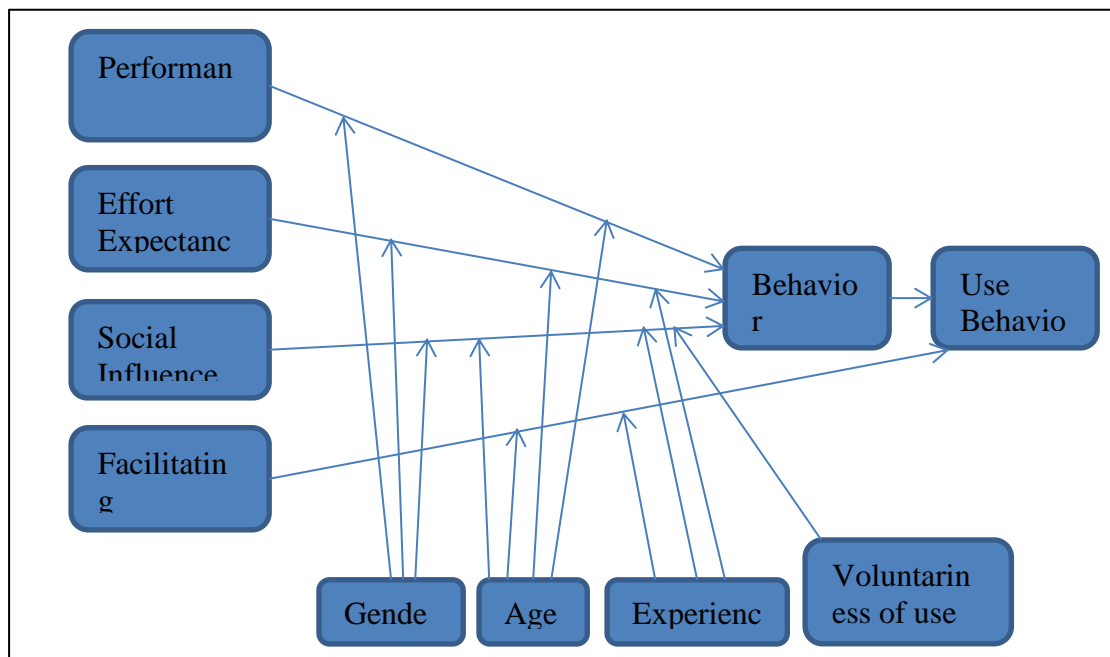 Performan
Effort
Expectanc
Social
Influence
Facilitatin
g
Behavio
r
Use
Behavio
Gende
Age
Experienc
Voluntarin
ess of use